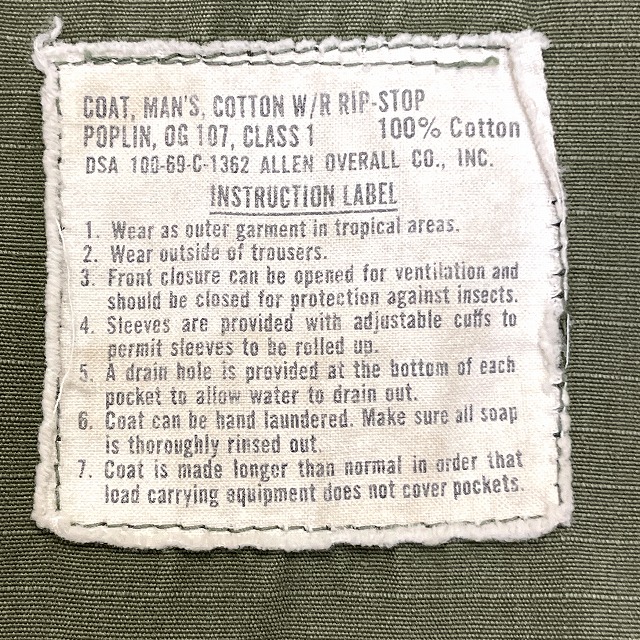 COAT, MAN'S, COTTON W/R RIP-STOP
POPLIN, OG 107, CLASS 1 100% Cotton
DSA 100-69-C-1362 ALLEN OVERALL CO., INC.
INSTRUCTION LABEL
1. Wear as outer garment in tropical areas.
2. Wear outside of trousers.
3. Front closure can be opened for ventilation and
should be closed for protection against insects.
4. Sleeves are provided with adjustable cuffs to
permit sleeves to be rolled up.
5. A drain hole is provided at the bottom of each
pocket to allow water to drain out.
6. Coat can be hand laundered. Make sure all soap
is thoroughly rinsed out.
7. Coat is made longer than normal in order that
load carrying equipment does not cover pockets.